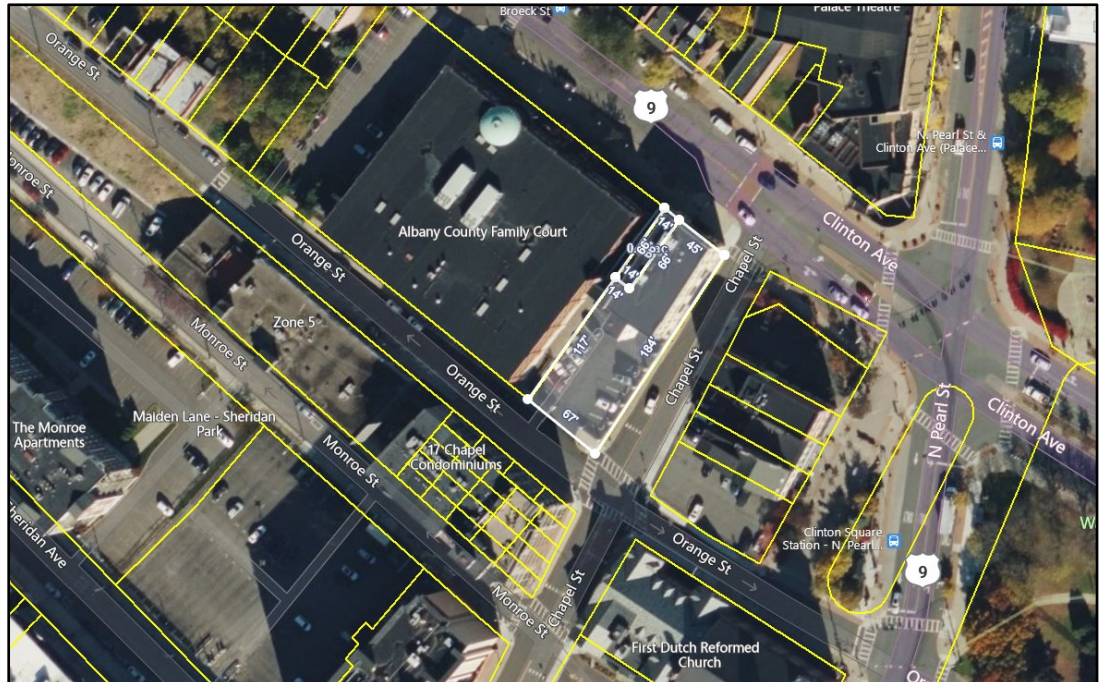 Broeck St
Palace Theatre
Orange St
9
N. Pearl St &
Clinton Ave (Palace...
Monroe St
Albany County Family Court
14'
45'
66'
14'
14'
Clinton Ave
Chapel St
Orange St
Zone 5
117'
184'
Monroe St
Orange St
Chapel St
67'
Clinton Ave
N Pearl St
Maiden Lane - Sheridan
Park
The Monroe
Apartments
17 Chapel
Condominiums
Monroe St
Sheridan Ave
Clinton Square
Station - N. Pearl...
Orange St
9
Chapel St
Monroe St
First Dutch Reformed
Church